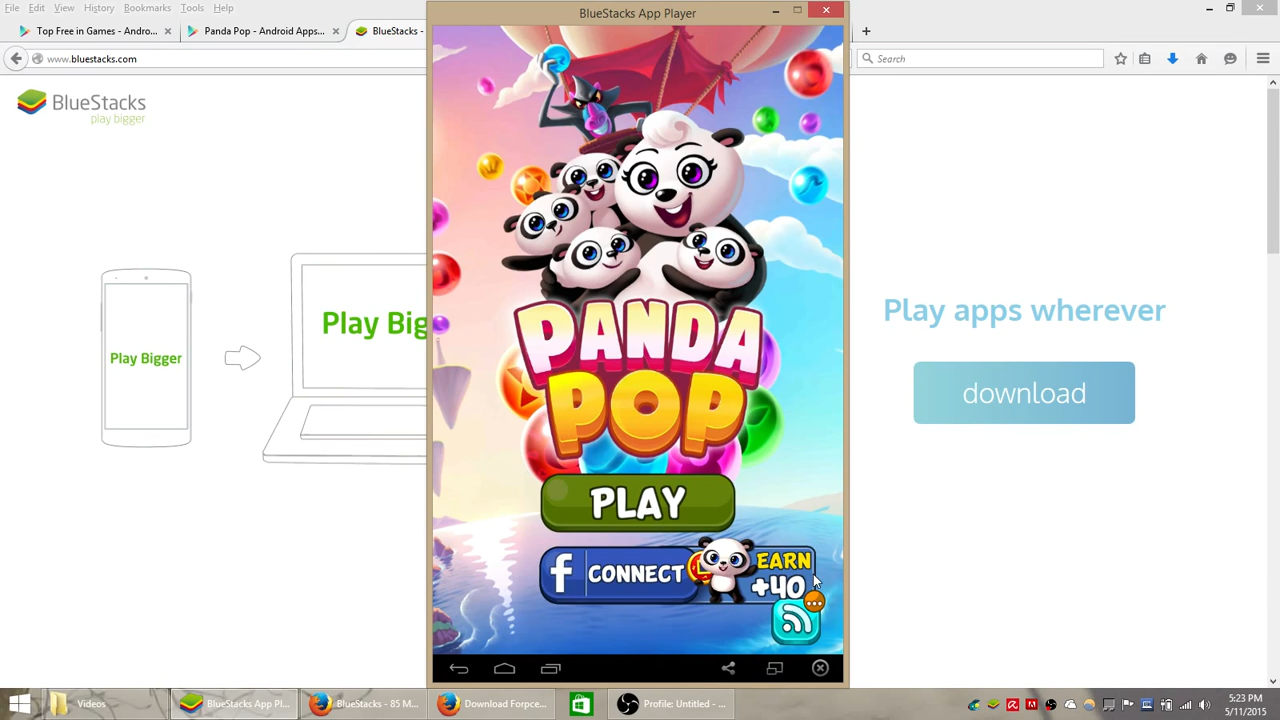 BlueStacks App Player
File Edit View History Bookmarks Tools Help
Top Free in Games - Andro...
Panda Pop - Android Apps...
BlueStacks -
www.bluestacks.com
Search
BlueStacks
play bigger
Play Bigger
Play Big
PANDA
POP
PLAY
f CONNECT
EARN
+40
Play apps wherever
download
Videos
BlueStacks App Pl...
BlueStacks - 85 M...
Download Forpce...
Profile: Untitled - ...
5:23 PM
5/11/2015